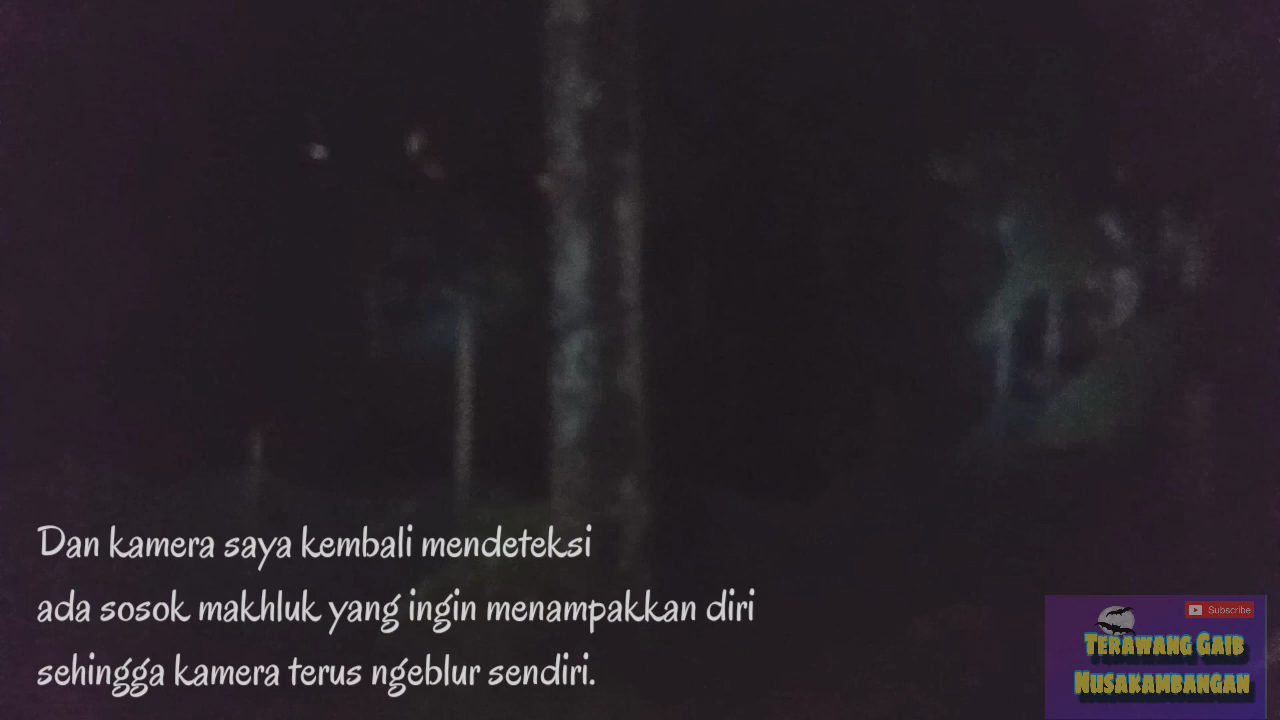 Dan kamera saya kembali mendeteksi
ada sosok makhluk yang ingin menampakkan diri
sehingga kamera terus ngeblur sendiri.
Subscribe
Terawang Gaib
Nusakambangan